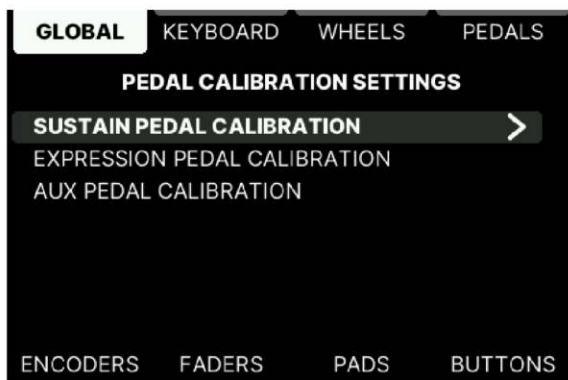 GLOBAL KEYBOARD WHEELS PEDALS
PEDAL CALIBRATION SETTINGS
SUSTAIN PEDAL CALIBRATION >
EXPRESSION PEDAL CALIBRATION
AUX PEDAL CALIBRATION
ENCODERS FADERS PADS BUTTONS